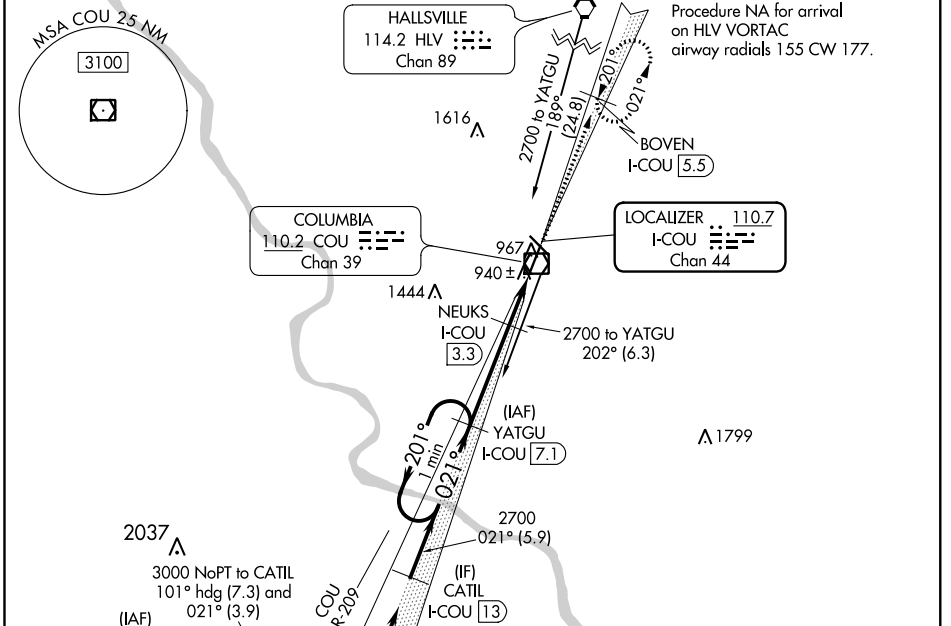 MSA COU 25 NM
3100
HALLSVILLE
114.2 HLV
Chan 89
Procedure NA for arrival
on HLV VORTAC
airway radials 155 CW 177.
2700 to YATGU
189°
(24.8)
201°
021°
1616
BOVEN
I-COU 5.5
COLUMBIA
110.2 COU
Chan 39
LOCALIZER 110.7
I-COU
Chan 44
967
940 ±
1444
NEUKS
I-COU
3.3
2700 to YATGU
202° (6.3)
(IAF)
YATGU
I-COU 7.1
1799
201°
1 min
021°
2037
2700
021° (5.9)
3000 NoPT to CATIL
101° hdg (7.3) and
021° (3.9)
(IAF)
COU
R-209
(IF)
CATIL
I-COU 13